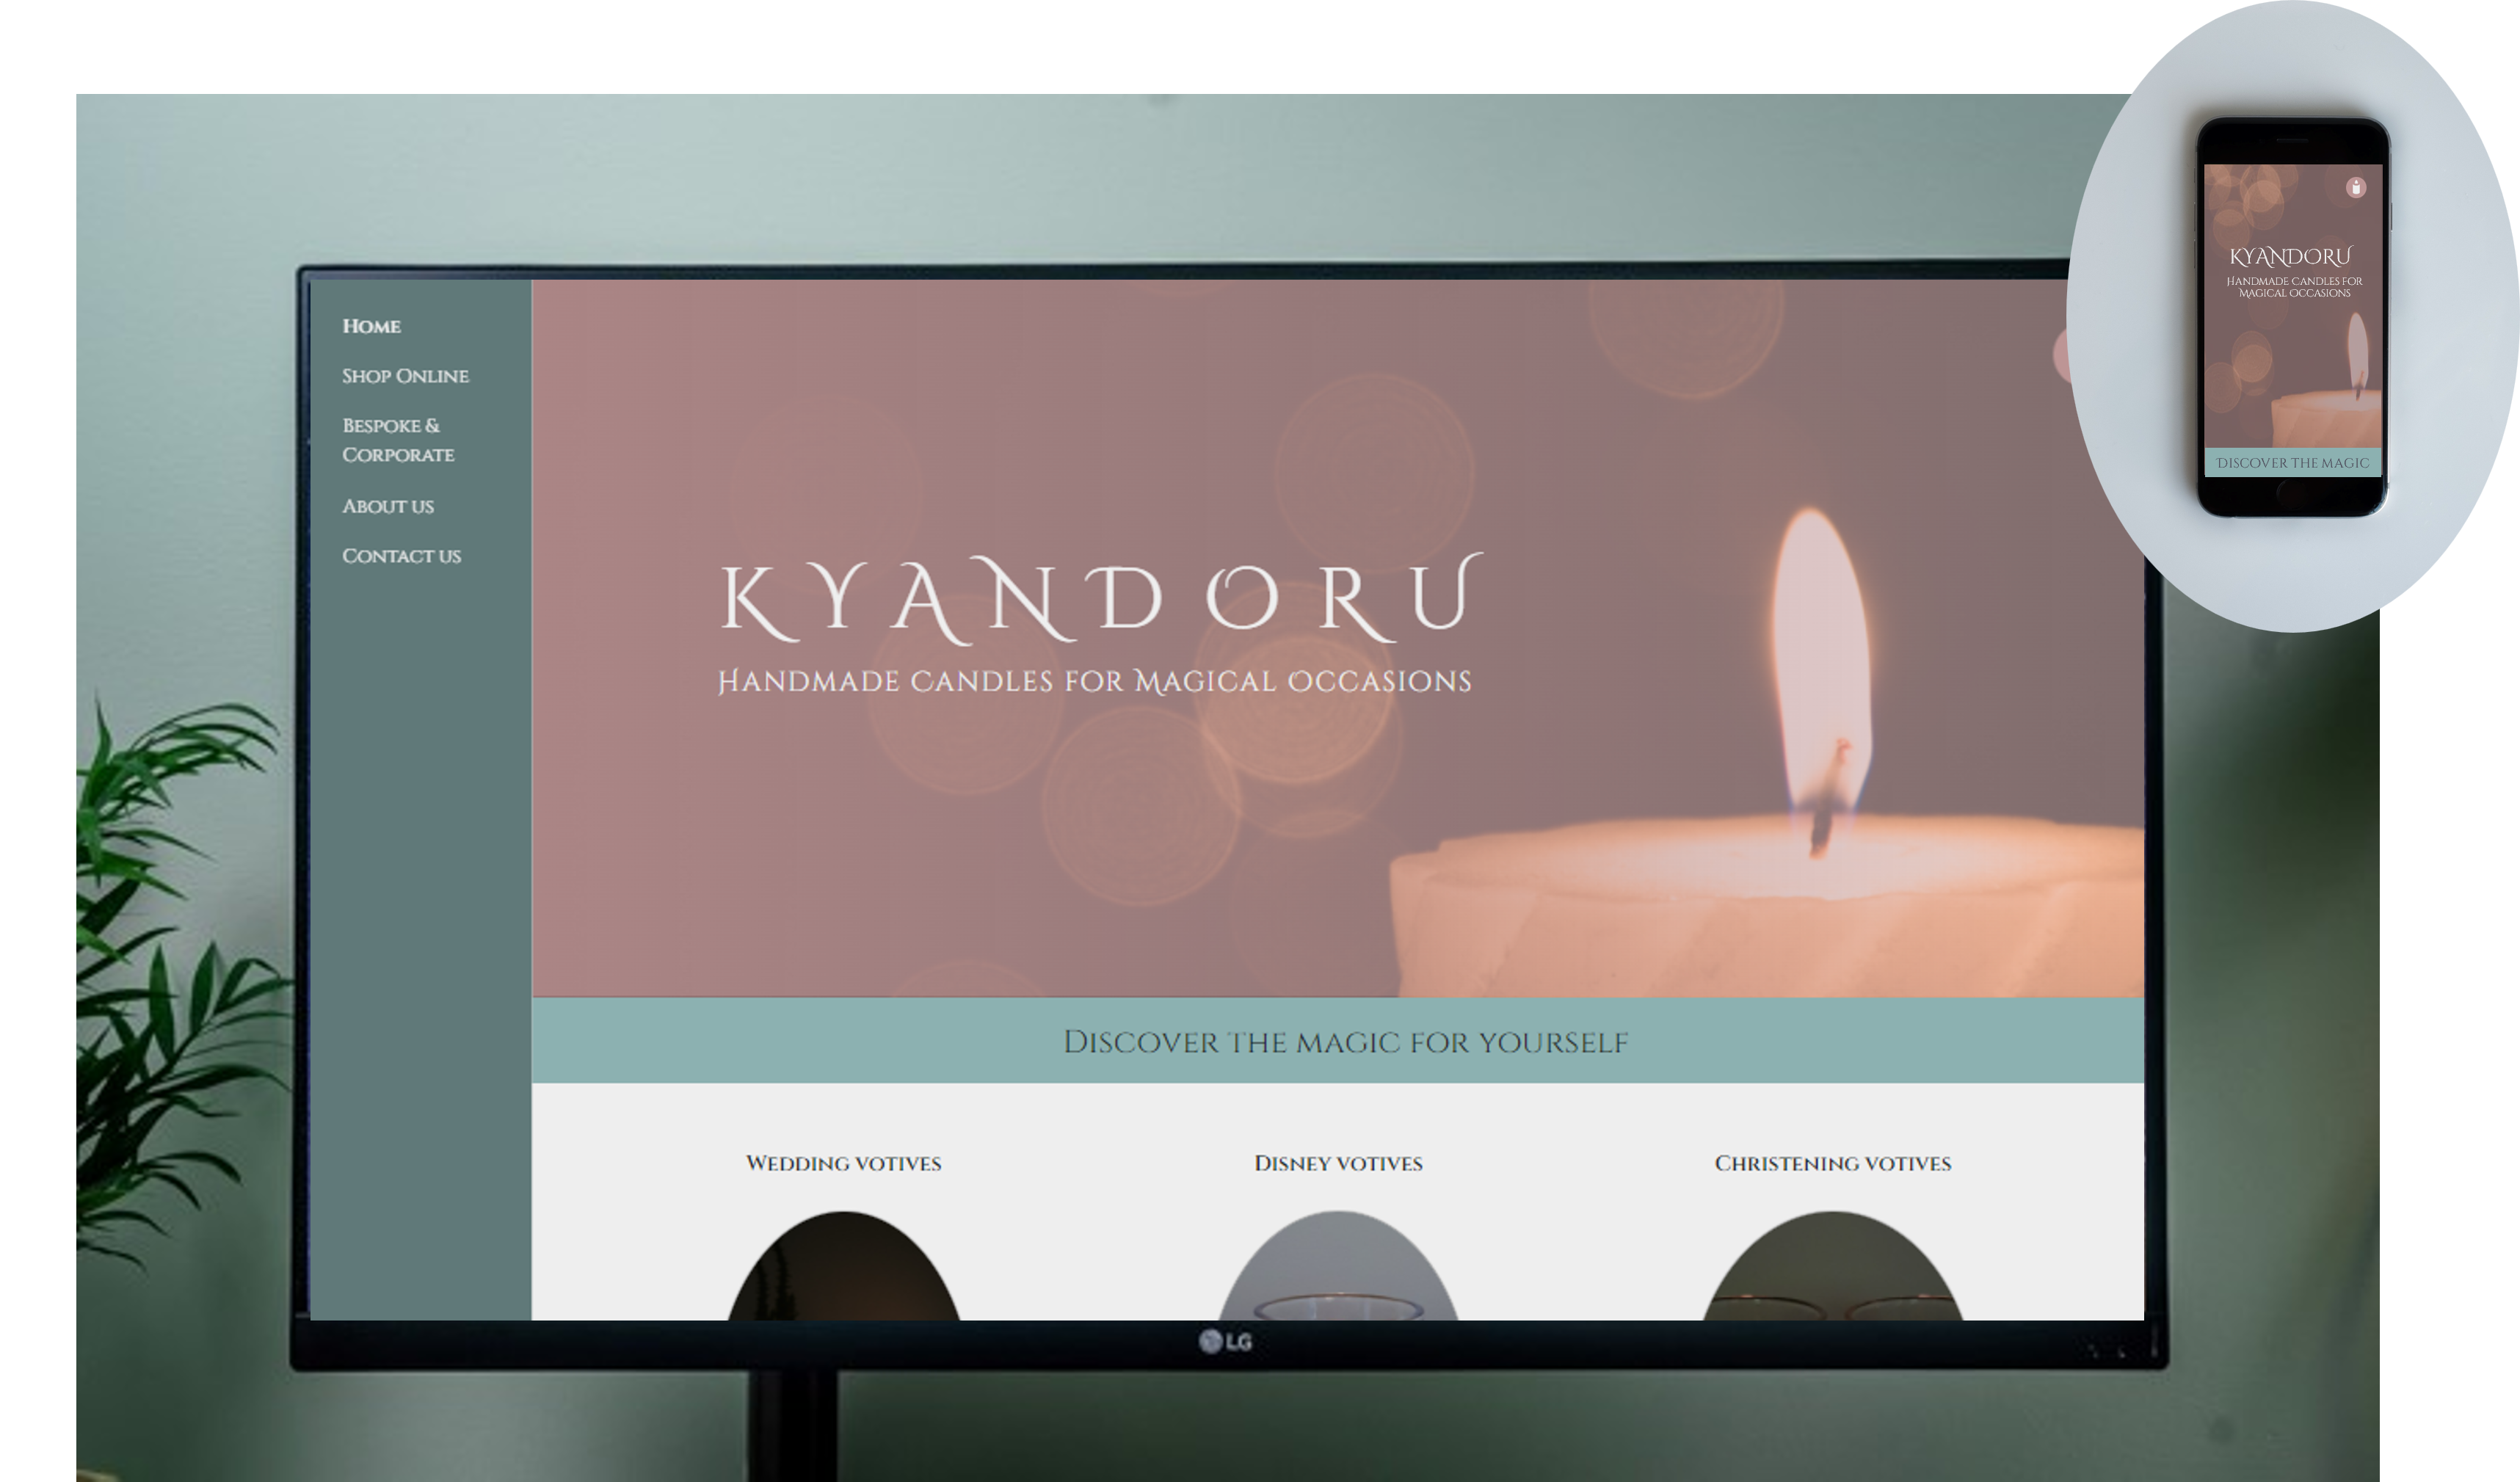 Home
Shop Online
Bespoke &
Corporate
About us
Contact us
KYANDORU
Handmade Candles for Magical Occasions
Discover the magic for yourself
Wedding votives
Disney votives
Christening votives
LG
KYANDORU
Handmade Candles for
Magical Occasions
Discover the magic